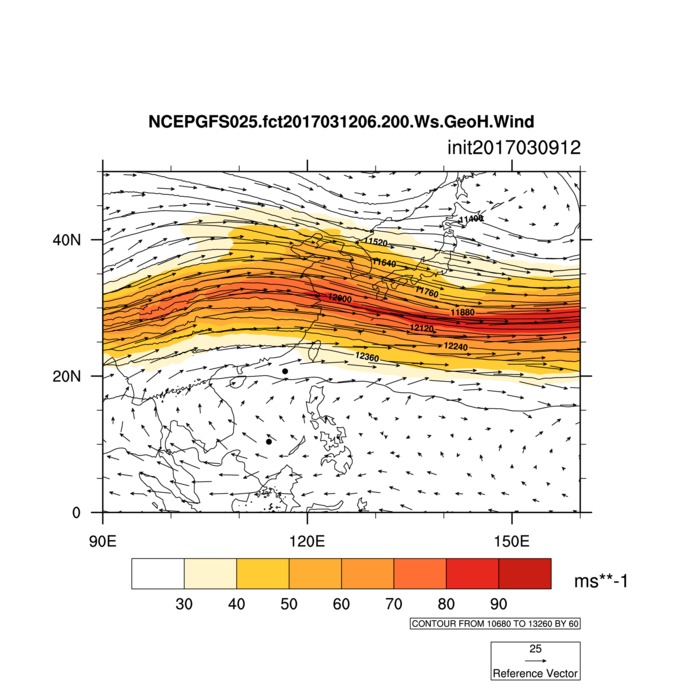 NCEPGFS025.fct2017031206.200.Ws.GeoH.Wind
init2017030912
11400
40N
11520
11640
11760
12000
11880
12120
12240
12360
20N
0
90E 120E 150E
ms**-1
30 40 50 60 70 80 90
CONTOUR FROM 10680 TO 13260 BY 60
25
Reference Vector